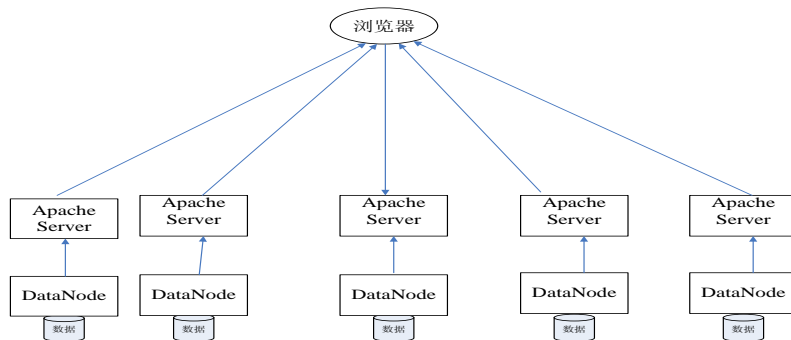 浏览器
Apache
Server
Apache
Server
Apache
Server
Apache
Server
Apache
Server
DataNode
DataNode
DataNode
DataNode
DataNode
数据
数据
数据
数据
数据